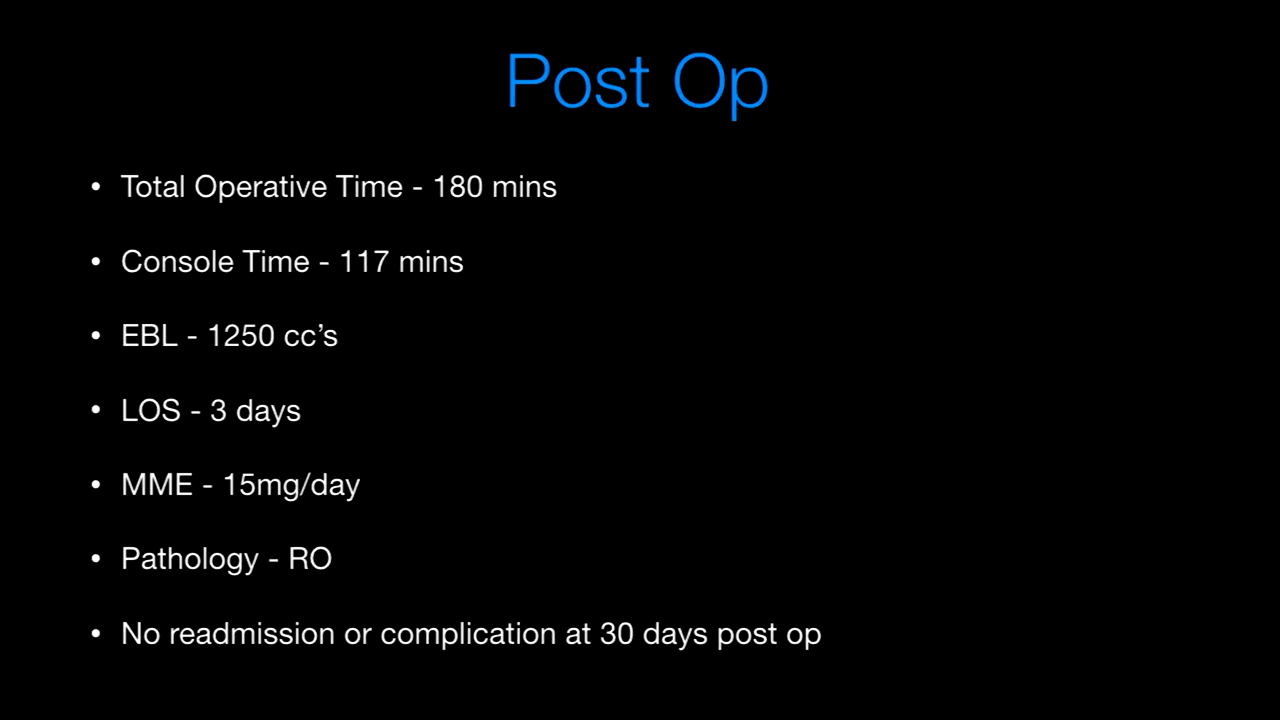 Post Op
• Total Operative Time - 180 mins
• Console Time - 117 mins
• EBL - 1250 cc’s
• LOS - 3 days
• MME - 15mg/day
• Pathology - RO
• No readmission or complication at 30 days post op